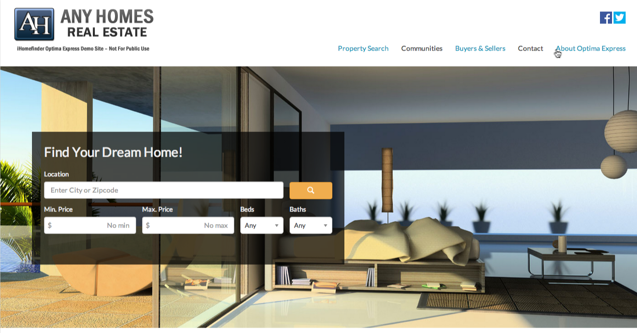 AH
ANY HOMES
REAL ESTATE
iHomefinder Optima Express Demo Site - Not For Public Use
Property Search Communities Buyers & Sellers Contact About Optima Express
Find Your Dream Home!
Location
Enter City or Zipcode
Min. Price Max. Price Beds Baths
$ No min $ No max Any Any